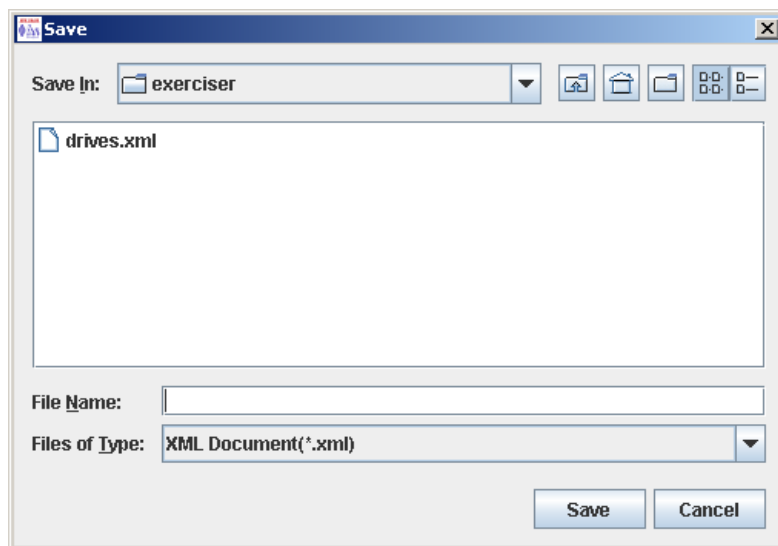 Save
Save In: exerciser
drives.xml
File Name:
Files of Type: XML Document(*.xml)
Save Cancel